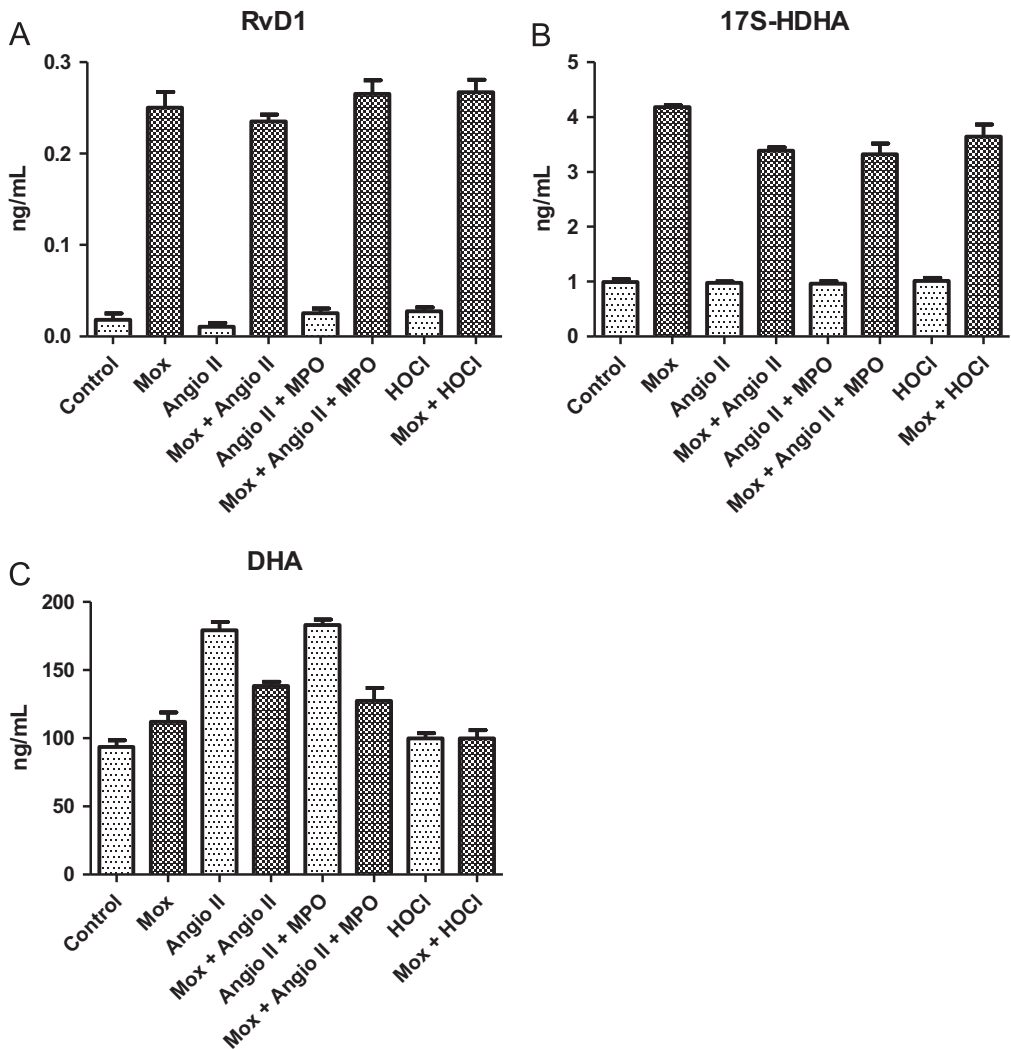 A
RvD1
0.3
0.2
0.1
0.0
ng/mL
Control
Mox
Angio II
Mox + Angio II
Angio II + MPO
Mox + Angio II + MPO
HOCl
Mox + HOCl
B
17S-HDHA
5
4
3
2
1
0
ng/mL
Control
Mox
Angio II
Mox + Angio II
Angio II + MPO
Mox + Angio II + MPO
HOCl
Mox + HOCl
C
DHA
200
150
100
50
0
ng/mL
Control
Mox
Angio II
Mox + Angio II
Angio II + MPO
Mox + Angio II + MPO
HOCl
Mox + HOCl